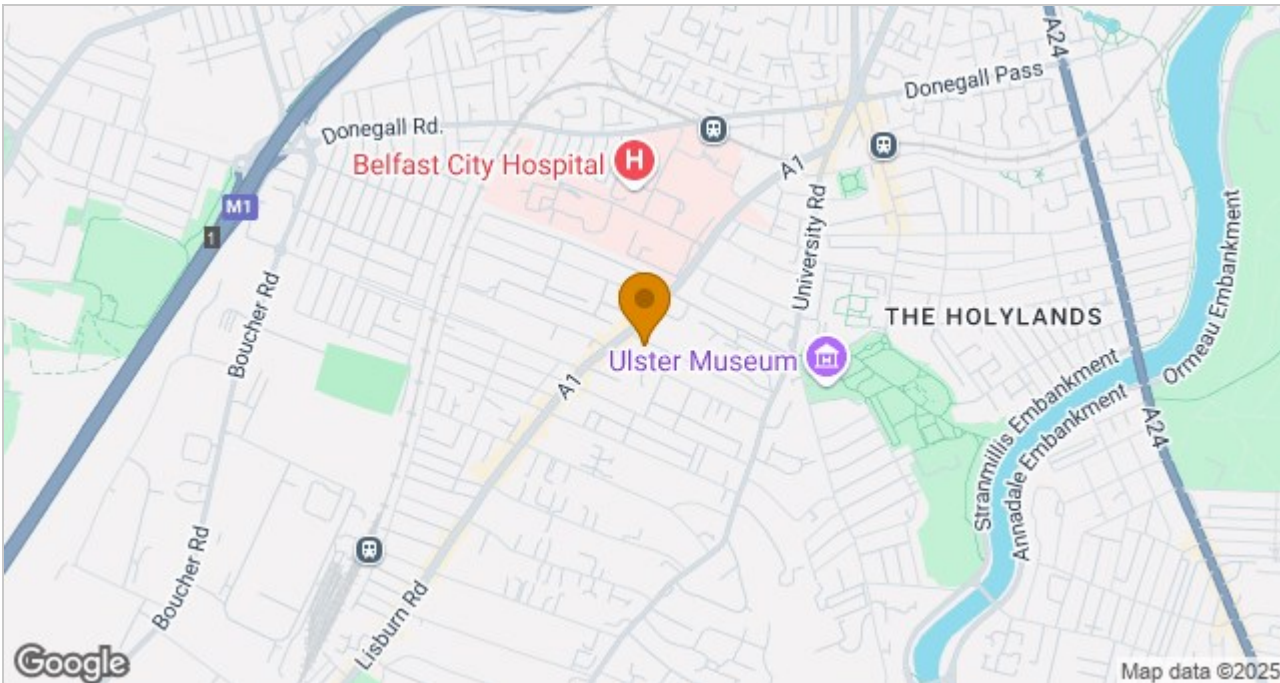 A24
Donegall Pass
Donegall Rd.
Belfast City Hospital
H
A1
M1
1
University Rd
Boucher Rd
THE HOLYLANDS
Ormeau Embankment
Ulster Museum
A1
Stranmillis Embankment
Annadale Embankment
A24
Boucher Rd
Lisburn Rd
Google
Map data ©2025